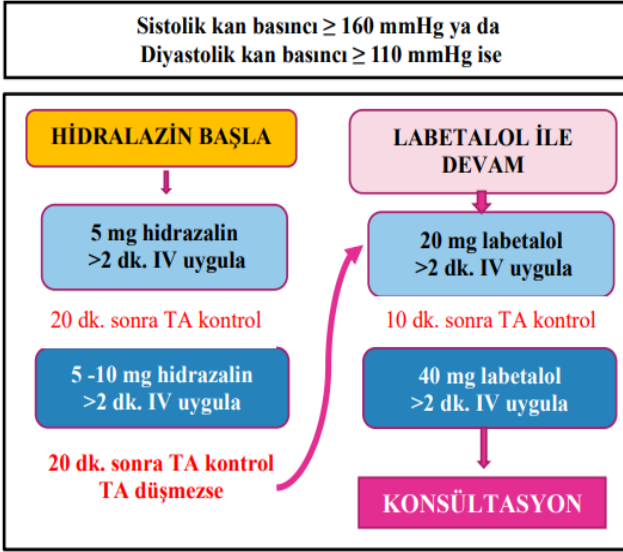 Sistolik kan basıncı ≥ 160 mmHg ya da
Diyastolik kan basıncı ≥ 110 mmHg ise
HİDRALAZİN BAŞLA
5 mg hidrazalin
>2 dk. IV uygula
20 dk. sonra TA kontrol
5 -10 mg hidrazalin
>2 dk. IV uygula
20 dk. sonra TA kontrol
TA düşmezse
LABETALOL İLE
DEVAM
20 mg labetalol
>2 dk. IV uygula
10 dk. sonra TA kontrol
40 mg labetalol
>2 dk. IV uygula
KONSÜLTASYON